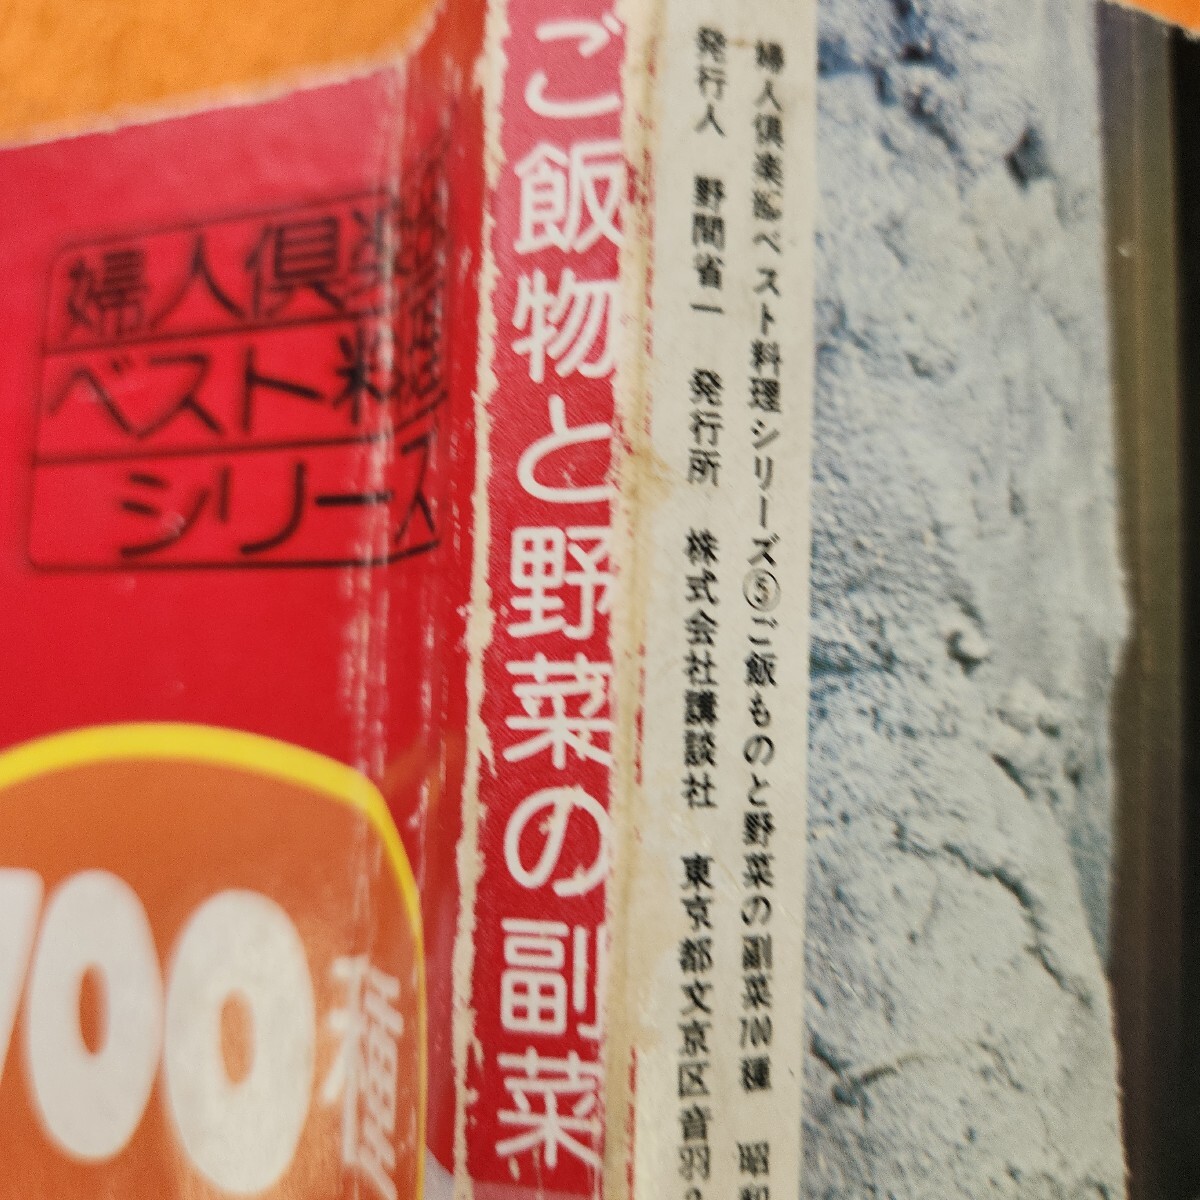 婦人倶楽部ベスト料理シリーズ⑤ご飯ものと野菜の副菜700種 昭和
発行人 野間省一 発行所 株式会社講談社 東京都文京区音羽2
ご飯物と野菜の副菜
婦人倶楽
ベスト料理
シリーズ
700種